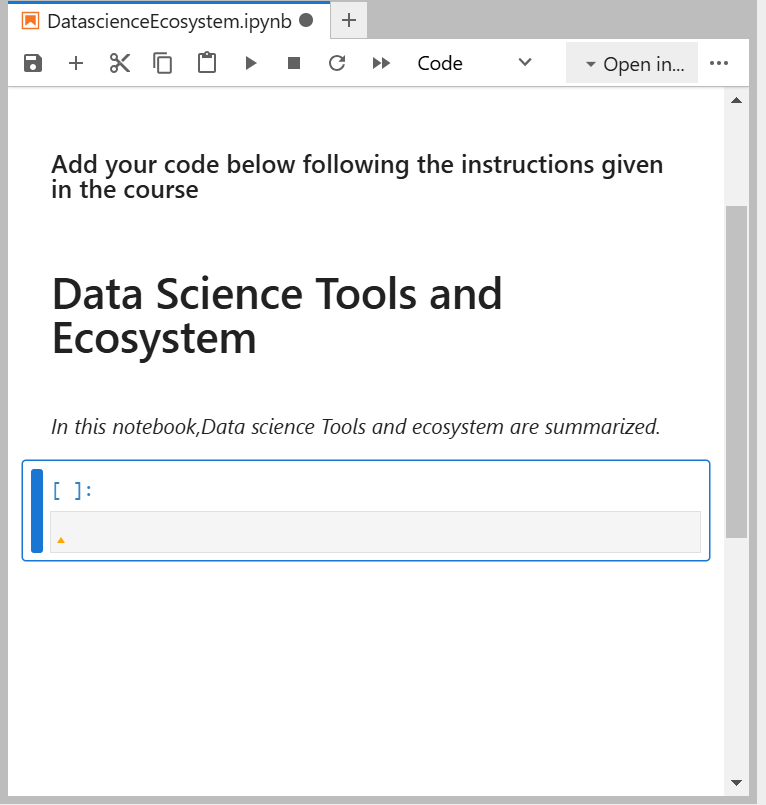 DatascienceEcosystem.ipynb
Code
Open in...
Add your code below following the instructions given
in the course
Data Science Tools and
Ecosystem
In this notebook,Data science Tools and ecosystem are summarized.
[ ]: